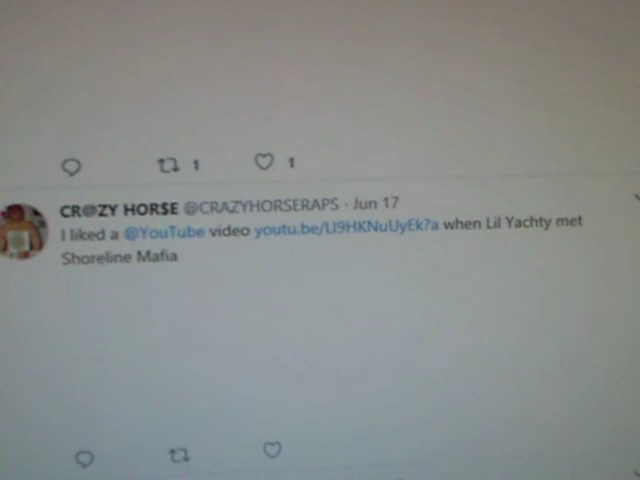 1 1
CR@ZY HOR$E @CRAZYHORSERAPS · Jun 17
I liked a @YouTube video youtu.be/LI9HKNuUyEk?a when Lil Yachty met
Shoreline Mafia